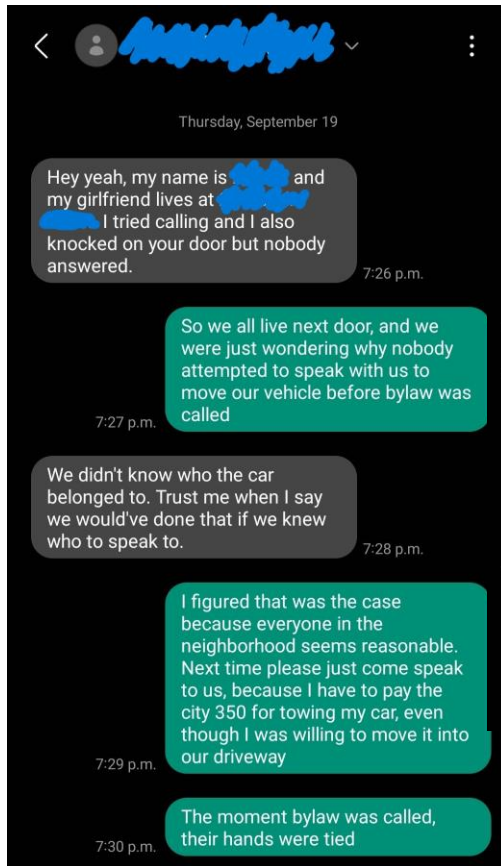 Thursday, September 19
Hey yeah, my name is and
my girlfriend lives at
I tried calling and I also
knocked on your door but nobody
answered.
7:26 p.m.
So we all live next door, and we
were just wondering why nobody
attempted to speak with us to
move our vehicle before bylaw was
called
7:27 p.m.
We didn't know who the car
belonged to. Trust me when I say
we would've done that if we knew
who to speak to.
7:28 p.m.
I figured that was the case
because everyone in the
neighborhood seems reasonable.
Next time please just come speak
to us, because I have to pay the
city 350 for towing my car, even
though I was willing to move it into
our driveway
7:29 p.m.
The moment bylaw was called,
their hands were tied
7:30 p.m.